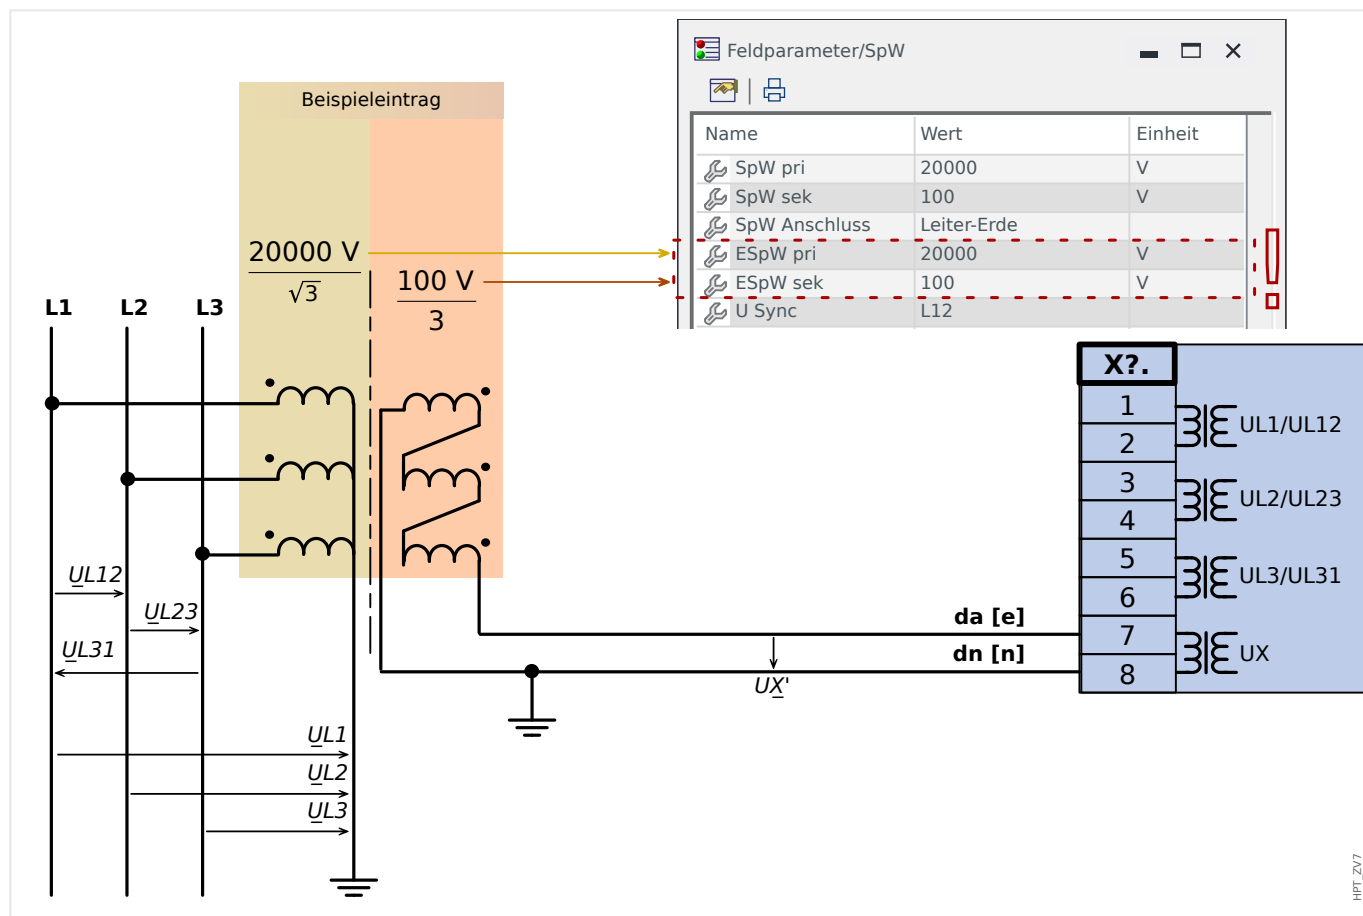 Feldparameter/SpW
Beispieleintrag
Name Wert Einheit
SpW pri 20000 V
SpW sek 100 V
SpW Anschluss Leiter-Erde
ESpW pri 20000 V
ESpW sek 100 V
U Sync L12
20000 V
√3
100 V
3
L1 L2 L3
X?.
1
2
3
4
5
6
7
8
UL1/UL12
UL2/UL23
UL3/UL31
UX
UL12
UL23
UL31
da [e]
dn [n]
UX'
UL1
UL2
UL3
HPT_ZV7